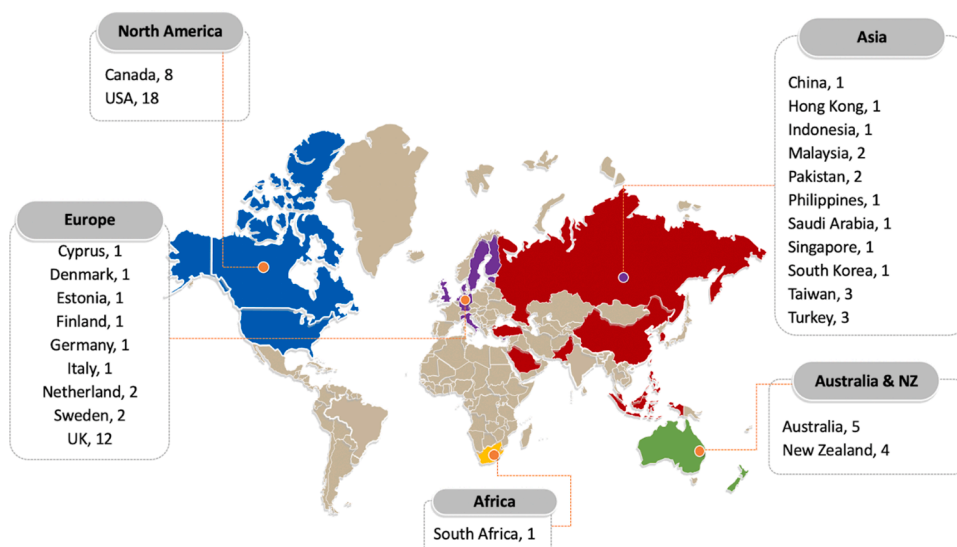 North America
Canada, 8
USA, 18
Europe
Cyprus, 1
Denmark, 1
Estonia, 1
Finland, 1
Germany, 1
Italy, 1
Netherland, 2
Sweden, 2
UK, 12
Asia
China, 1
Hong Kong, 1
Indonesia, 1
Malaysia, 2
Pakistan, 2
Philippines, 1
Saudi Arabia, 1
Singapore, 1
South Korea, 1
Taiwan, 3
Turkey, 3
Australia & NZ
Australia, 5
New Zealand, 4
Africa
South Africa, 1